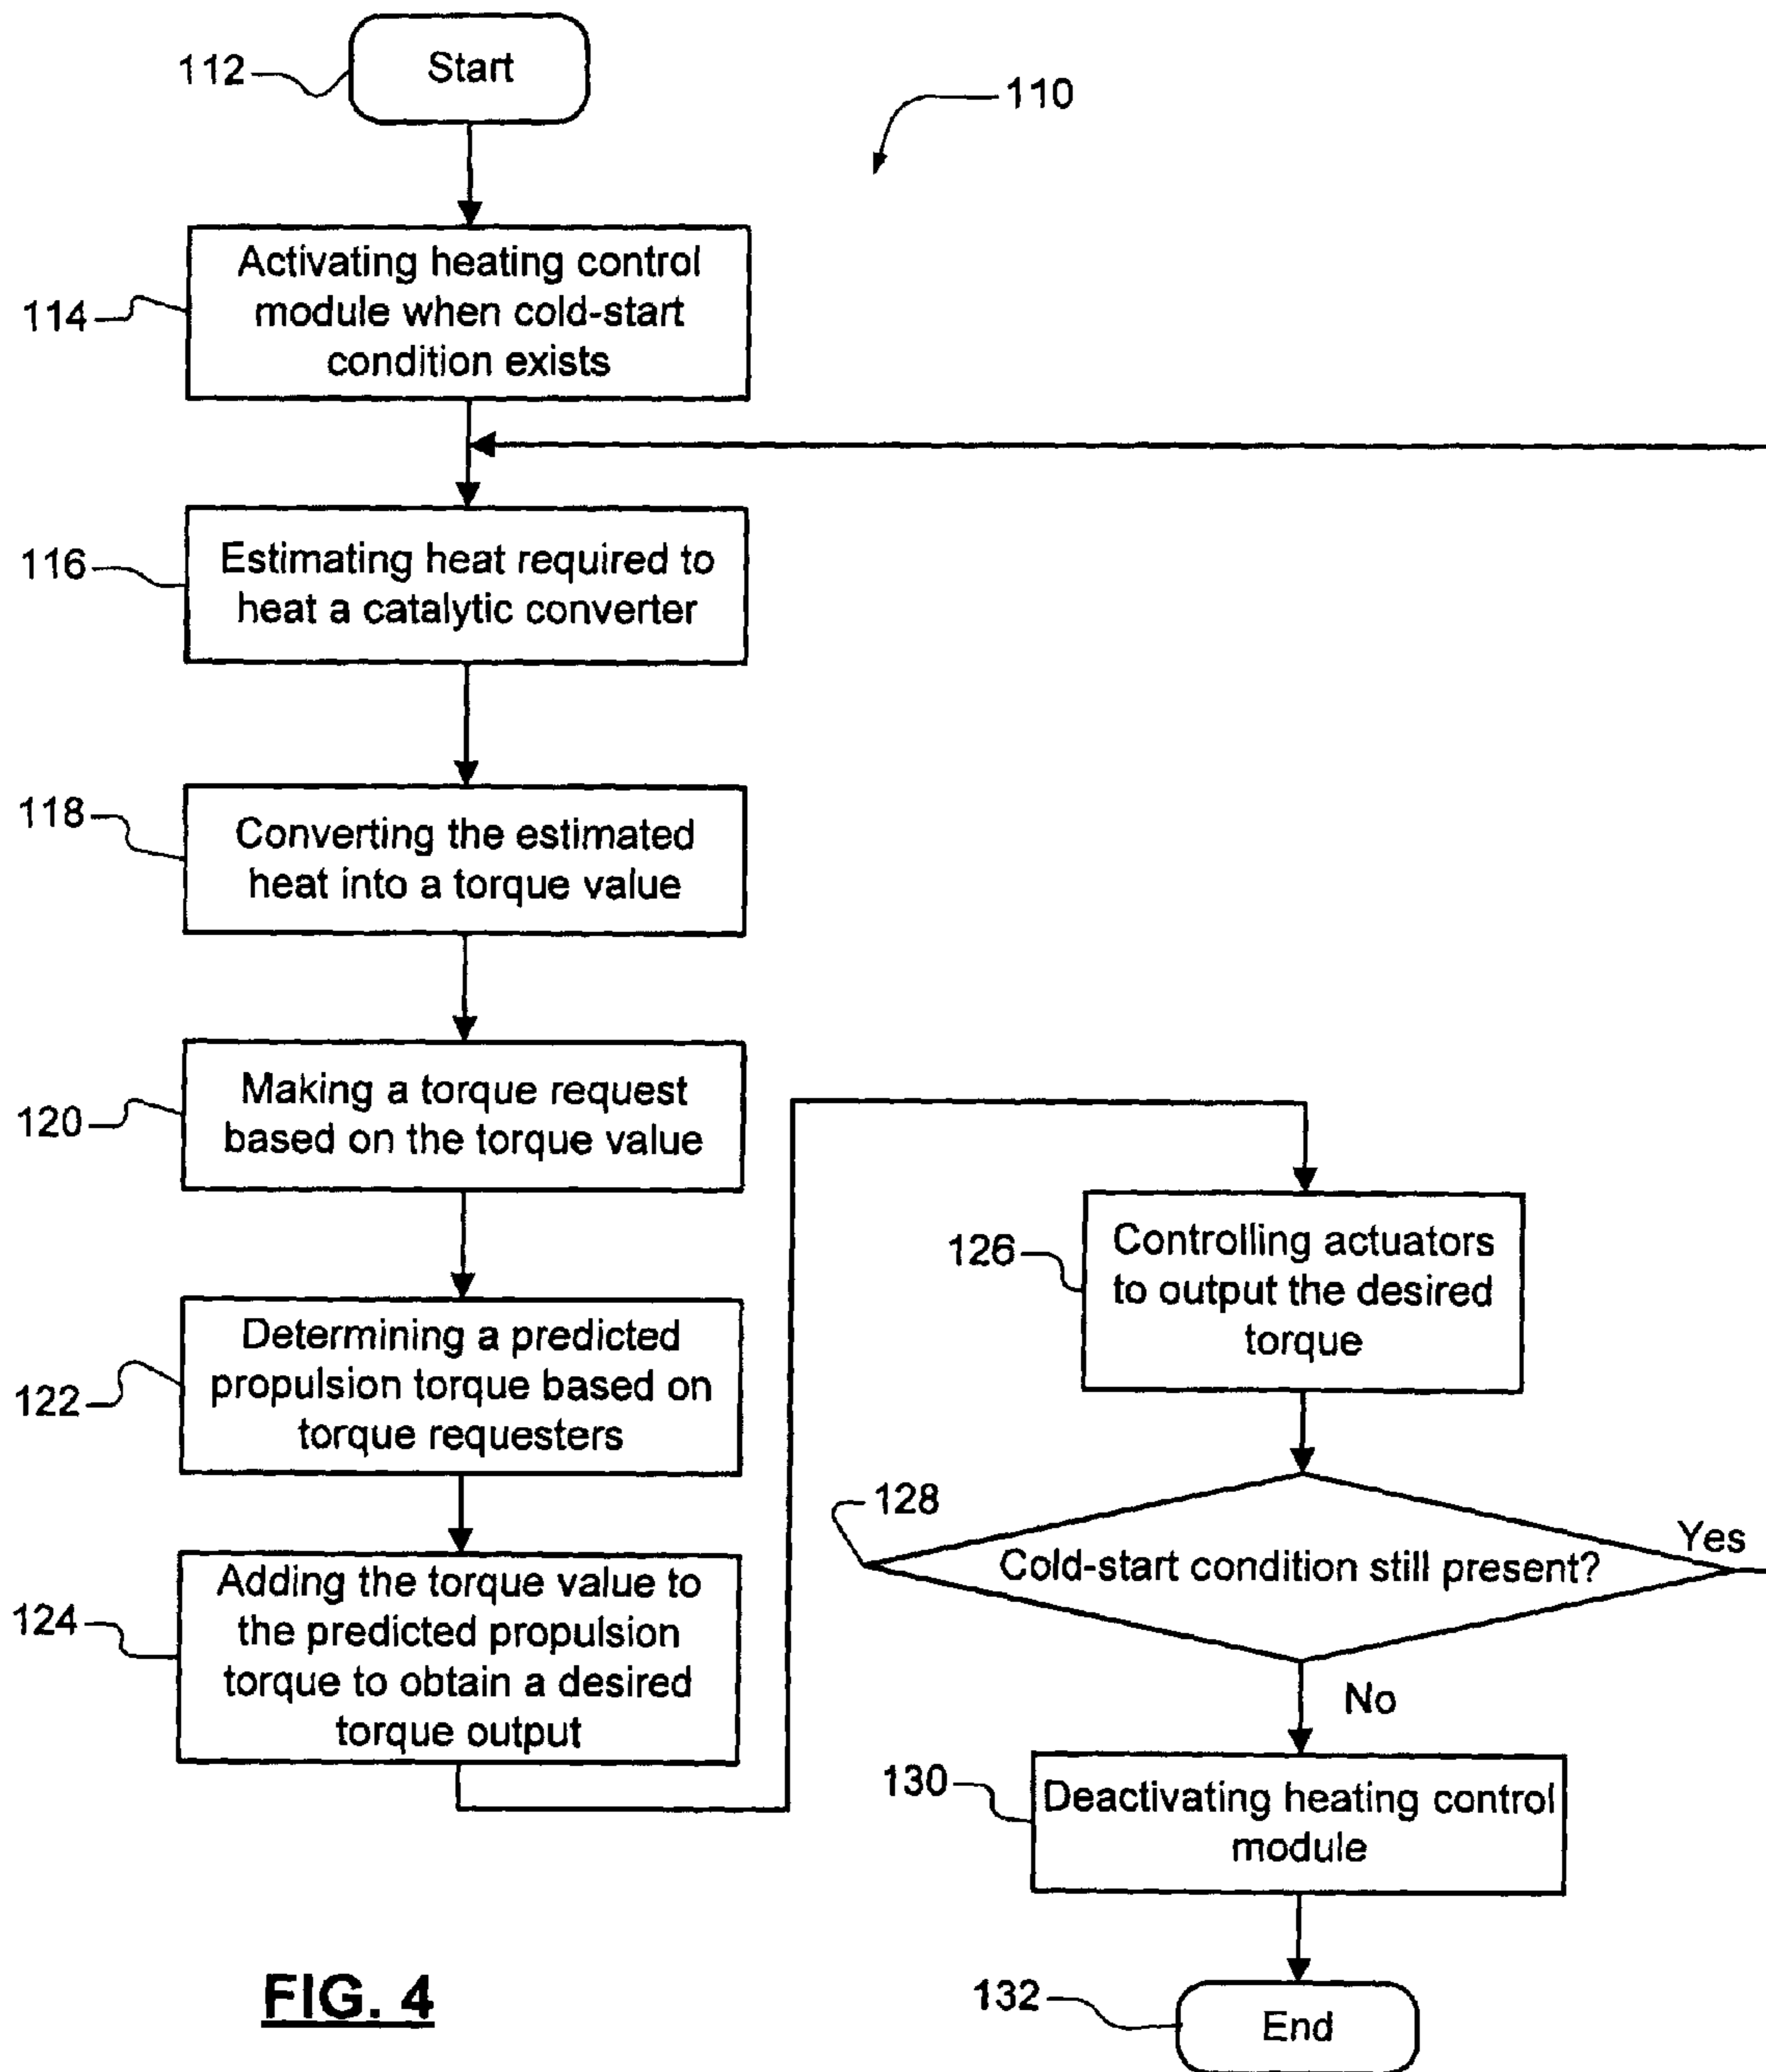 112
Start
110
114
Activating heating control
module when cold-start
condition exists
116
Estimating heat required to
heat a catalytic converter
118
Converting the estimated
heat into a torque value
120
Making a torque request
based on the torque value
122
Determining a predicted
propulsion torque based on
torque requesters
124
Adding the torque value to
the predicted propulsion
torque to obtain a desired
torque output
126
Controlling actuators
to output the desired
torque
128
Cold-start condition still present?
Yes
No
130
Deactivating heating control
module
132
End
FIG. 4